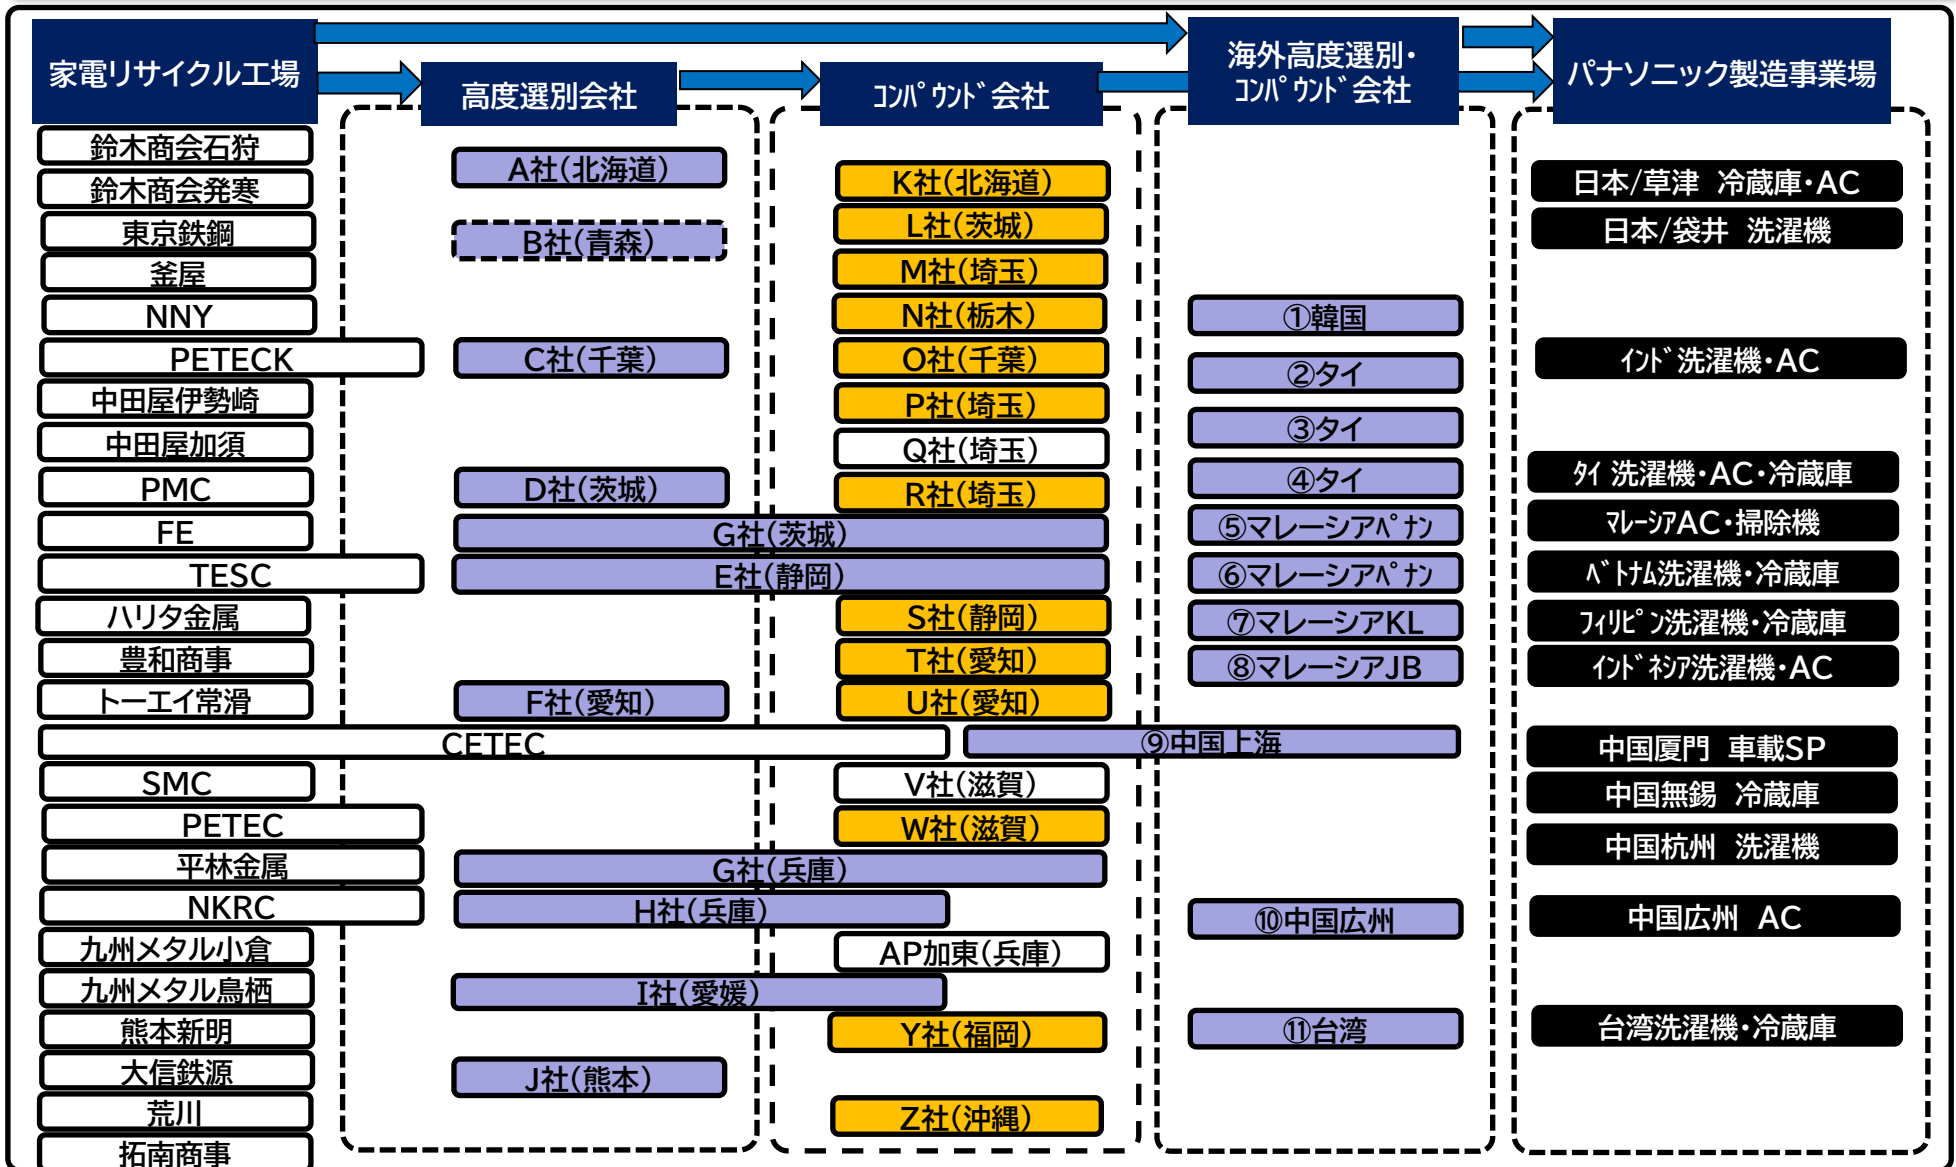 家電リサイクル工場
高度選別会社
ｺﾝﾊﾟｳﾝﾄﾞ会社
海外高度選別・
ｺﾝﾊﾟｳﾝﾄﾞ会社
パナソニック製造事業場
鈴木商会石狩
鈴木商会発寒
東京鉄鋼
釜屋
NNY
PETECK
中田屋伊勢崎
中田屋加須
PMC
FE
TESC
ハリタ金属
豊和商事
トーエイ常滑
CETEC
SMC
PETEC
平林金属
NKRC
九州メタル小倉
九州メタル鳥栖
熊本新明
大信鉄源
荒川
拓南商事
A社(北海道)
B社(青森)
C社(千葉)
D社(茨城)
G社(茨城)
E社(静岡)
F社(愛知)
G社(兵庫)
H社(兵庫)
I社(愛媛)
J社(熊本)
K社(北海道)
L社(茨城)
M社(埼玉)
N社(栃木)
O社(千葉)
P社(埼玉)
Q社(埼玉)
R社(埼玉)
S社(静岡)
T社(愛知)
U社(愛知)
V社(滋賀)
W社(滋賀)
AP加東(兵庫)
Y社(福岡)
Z社(沖縄)
①韓国
②タイ
③タイ
④タイ
⑤マレーシアﾍﾟﾅﾝ
⑥マレーシアﾍﾟﾅﾝ
⑦マレーシアKL
⑧マレーシアJB
⑨中国上海
⑩中国広州
⑪台湾
日本/草津 冷蔵庫・AC
日本/袋井 洗濯機
ｲﾝﾄﾞ洗濯機・AC
ﾀｲ 洗濯機・AC・冷蔵庫
ﾏﾚｰｼｱAC・掃除機
ﾍﾞﾄﾅﾑ洗濯機・冷蔵庫
ﾌｨﾘﾋﾟﾝ洗濯機・冷蔵庫
ｲﾝﾄﾞﾈｼｱ洗濯機・AC
中国厦門 車載SP
中国無錫 冷蔵庫
中国杭州 洗濯機
中国広州 AC
台湾洗濯機・冷蔵庫